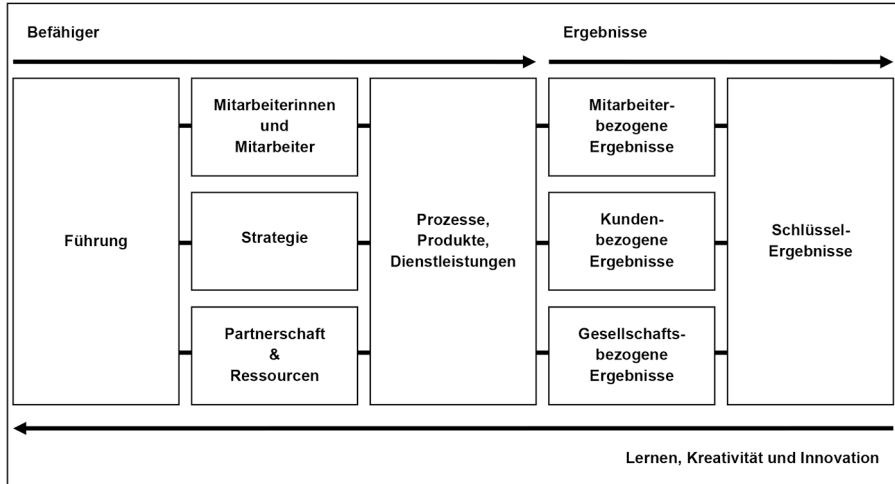 Befähiger
Ergebnisse
Führung
Mitarbeiterinnen
und
Mitarbeiter
Strategie
Partnerschaft
&
Ressourcen
Prozesse,
Produkte,
Dienstleistungen
Mitarbeiter-
bezogene
Ergebnisse
Kunden-
bezogene
Ergebnisse
Gesellschafts-
bezogene
Ergebnisse
Schlüssel-
Ergebnisse
Lernen, Kreativität und Innovation